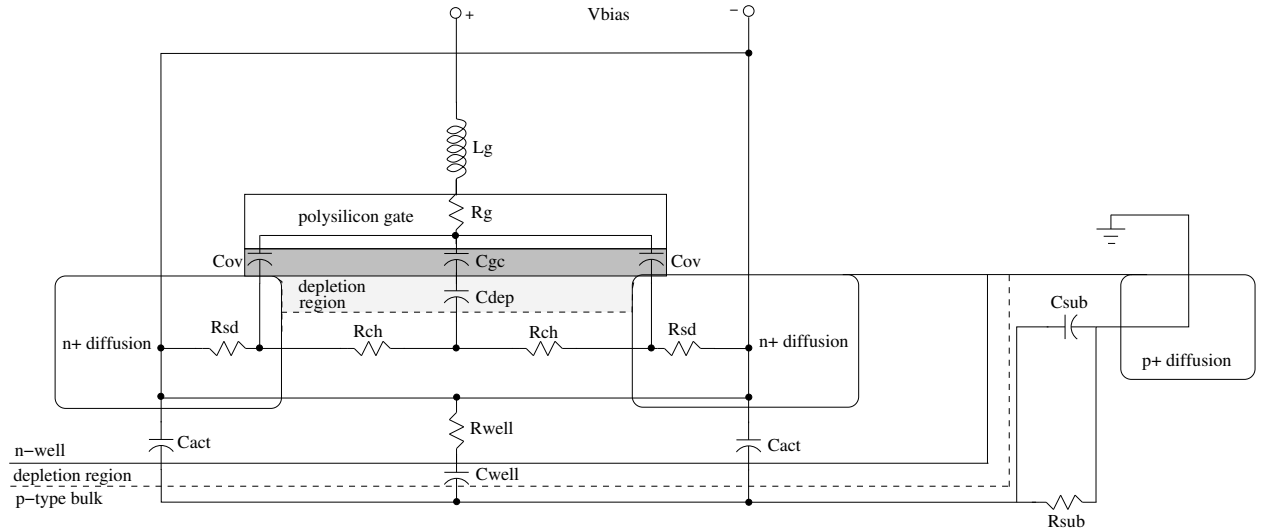 + Vbias −
Lg
Rg
polysilicon gate
Cov Cgc Cov
depletion
region
Cdep
Csub
Rsd Rch Rch Rsd
n+ diffusion n+ diffusion
p+ diffusion
Rwell
Cact Cact
n−well
depletion region
Cwell
p−type bulk
Rsub